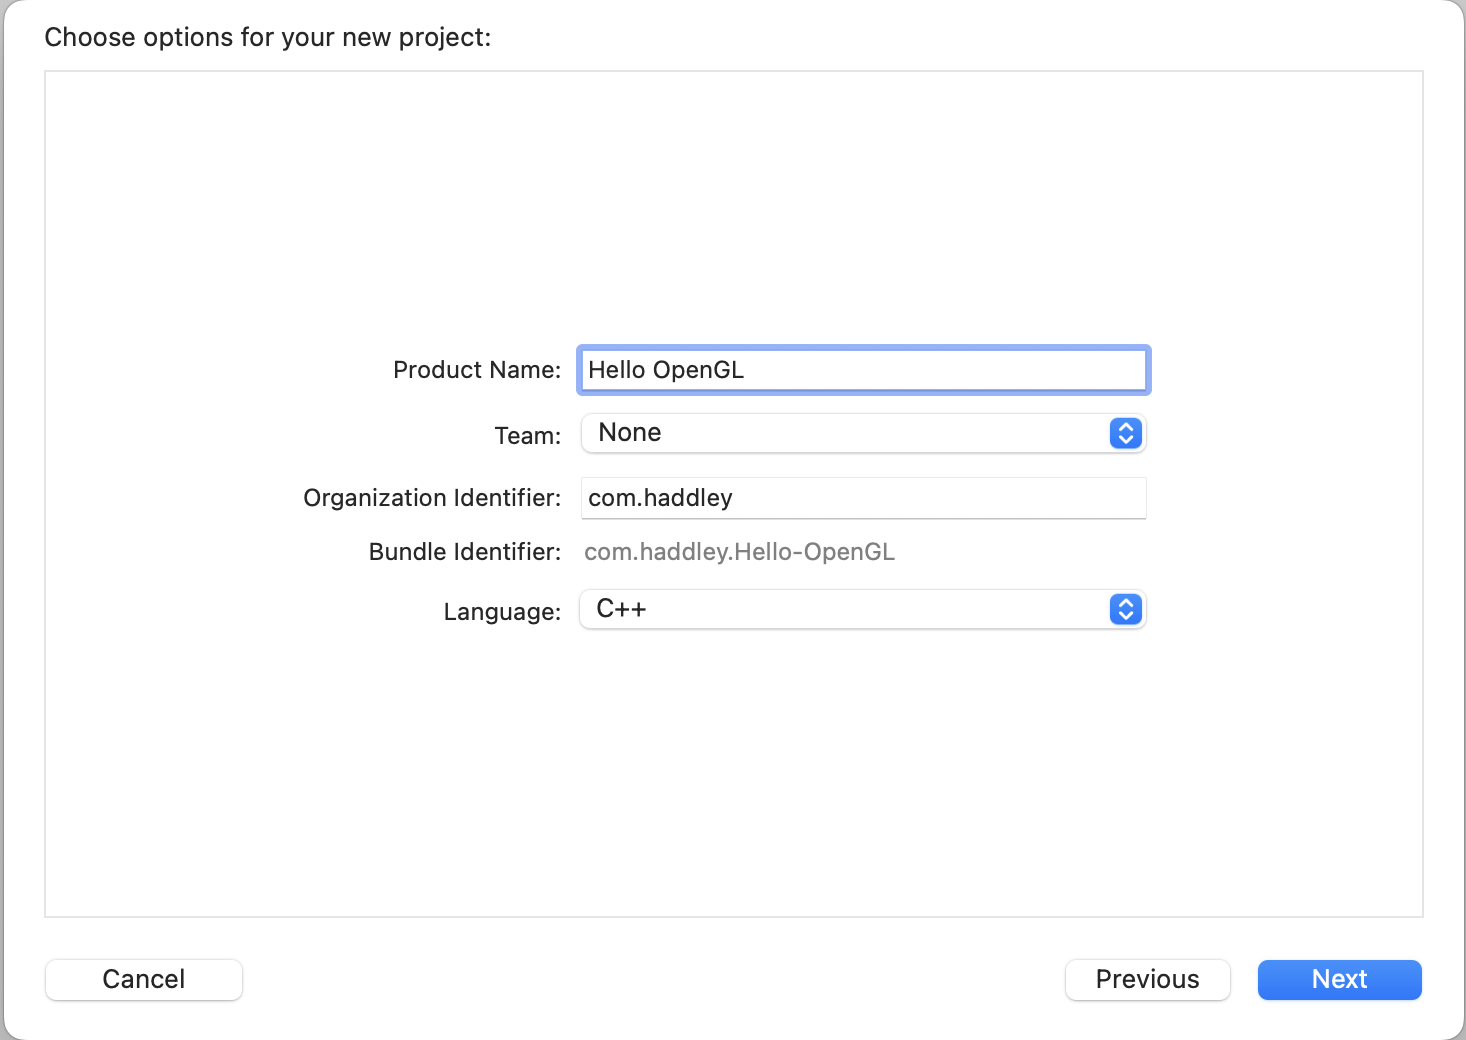 Choose options for your new project:
Product Name: Hello OpenGL
Team: None
Organization Identifier: com.haddley
Bundle Identifier: com.haddley.Hello-OpenGL
Language: C++
Cancel Previous Next